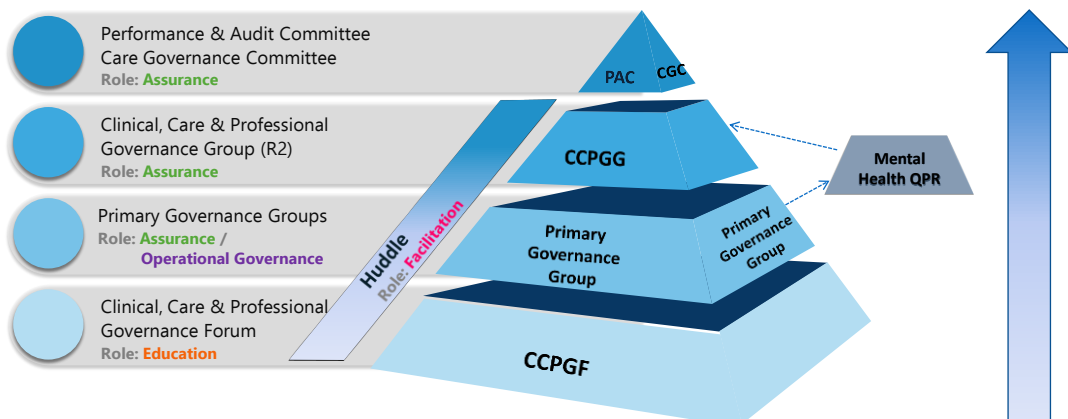 Performance & Audit Committee
Care Governance Committee
Role: Assurance
Clinical, Care & Professional
Governance Group (R2)
Role: Assurance
Primary Governance Groups
Role: Assurance /
Operational Governance
Clinical, Care & Professional
Governance Forum
Role: Education
Huddle
Role: Facilitation
PAC
CGC
CCPGG
Primary
Governance
Group
Primary
Governance
Group
CCPGF
Mental
Health QPR